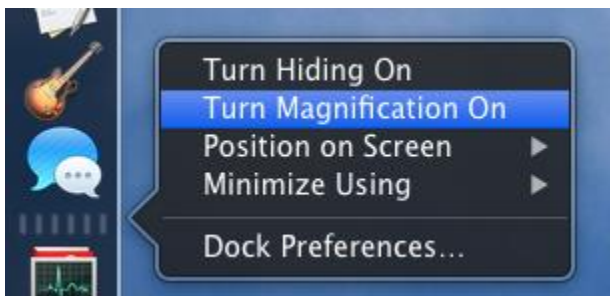 Turn Hiding On
Turn Magnification On
Position on Screen
Minimize Using
Dock Preferences...